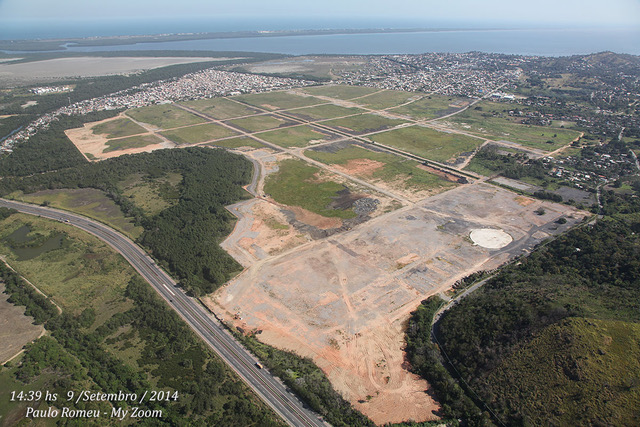 14:39 hs 9 /Setembro / 2014
Paulo Romeu - My Zoom